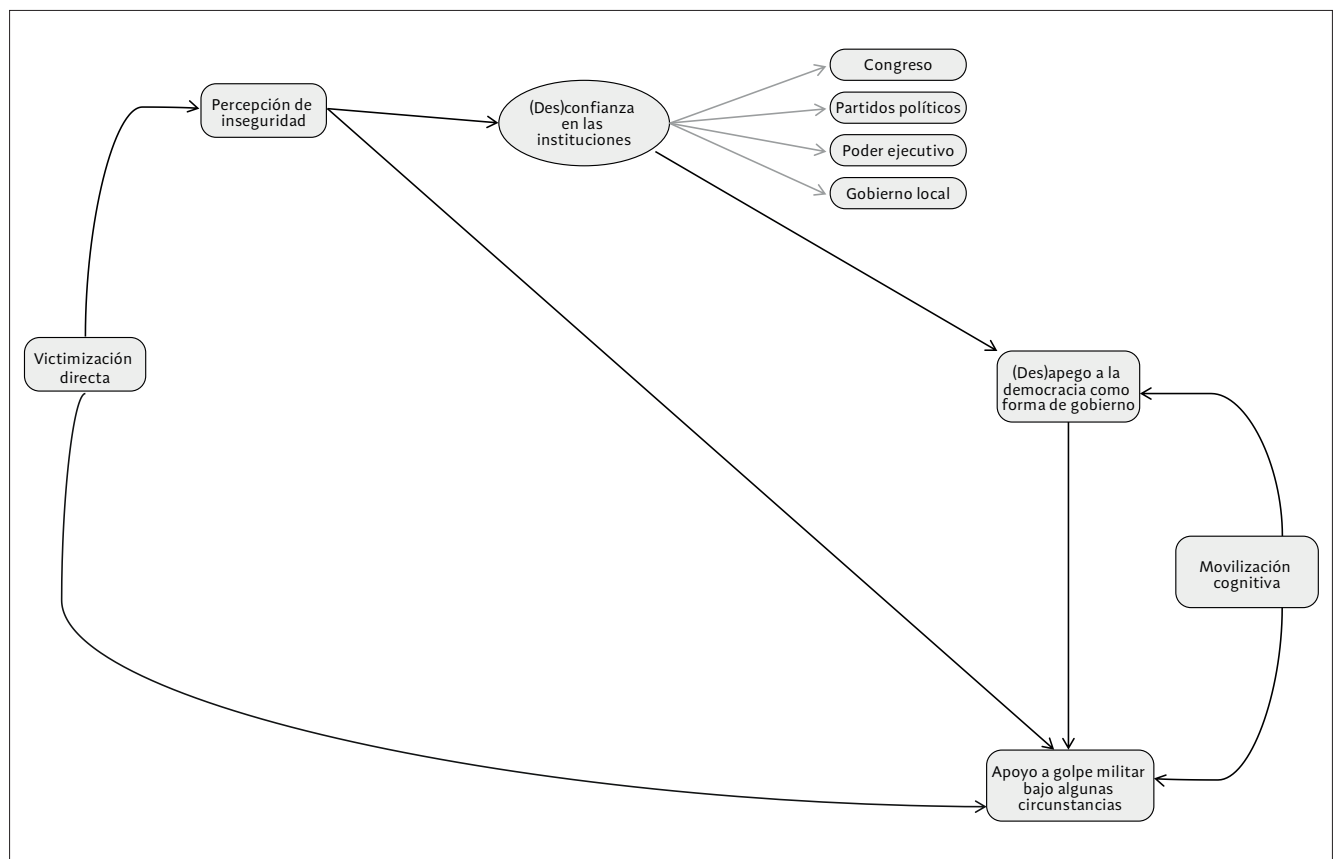 Congreso
Percepción de
inseguridad
(Des)confianza
en las
instituciones
Partidos políticos
Poder ejecutivo
Gobierno local
Victimización
directa
(Des)apego a la
democracia como
forma de gobierno
Movilización
cognitiva
Apoyo a golpe militar
bajo algunas
circunstancias